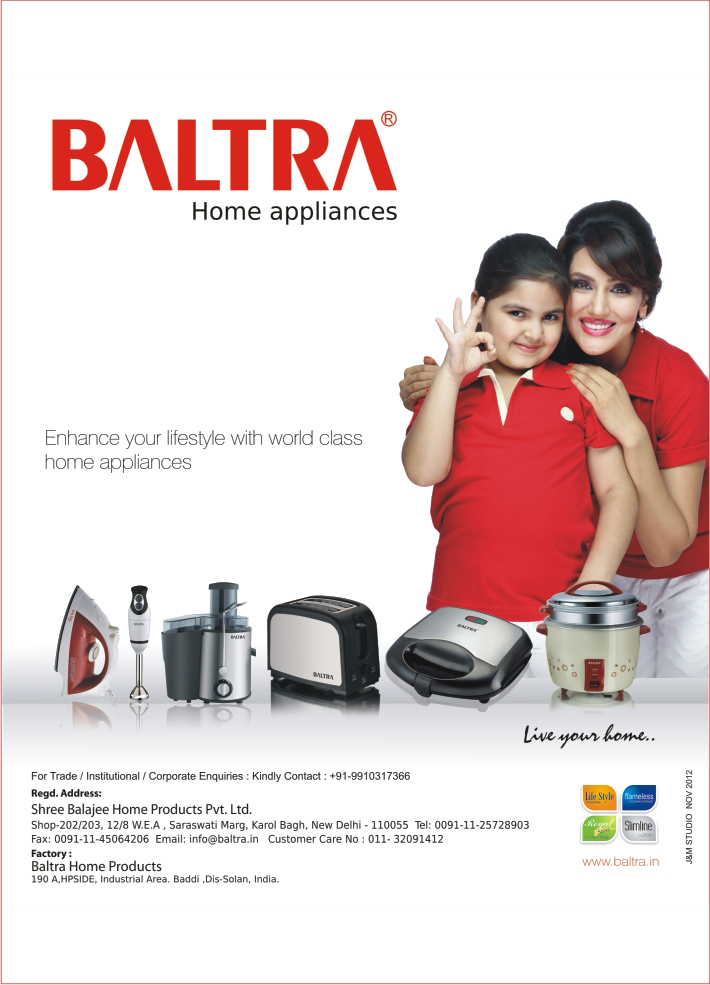 BALTRA®
Home appliances
Enhance your lifestyle with world class
home appliances
BALTRA
BALTRA
BALTRA
BALTRA
Live your home..
For Trade / Institutional / Corporate Enquiries : Kindly Contact : +91-9910317366
Regd. Address:
Shree Balajee Home Products Pvt. Ltd.
Shop-202/203, 12/8 W.E.A , Saraswati Marg, Karol Bagh, New Delhi - 110055 Tel: 0091-11-25728903
Fax: 0091-11-45064206 Email: info@baltra.in Customer Care No : 011- 32091412
Factory :
Baltra Home Products
190 A,HPSIDE, Industrial Area. Baddi ,Dis-Solan, India.
Life Style
flameless
Royal
Slimline
www.baltra.in
J&M STUDIO NOV 2012